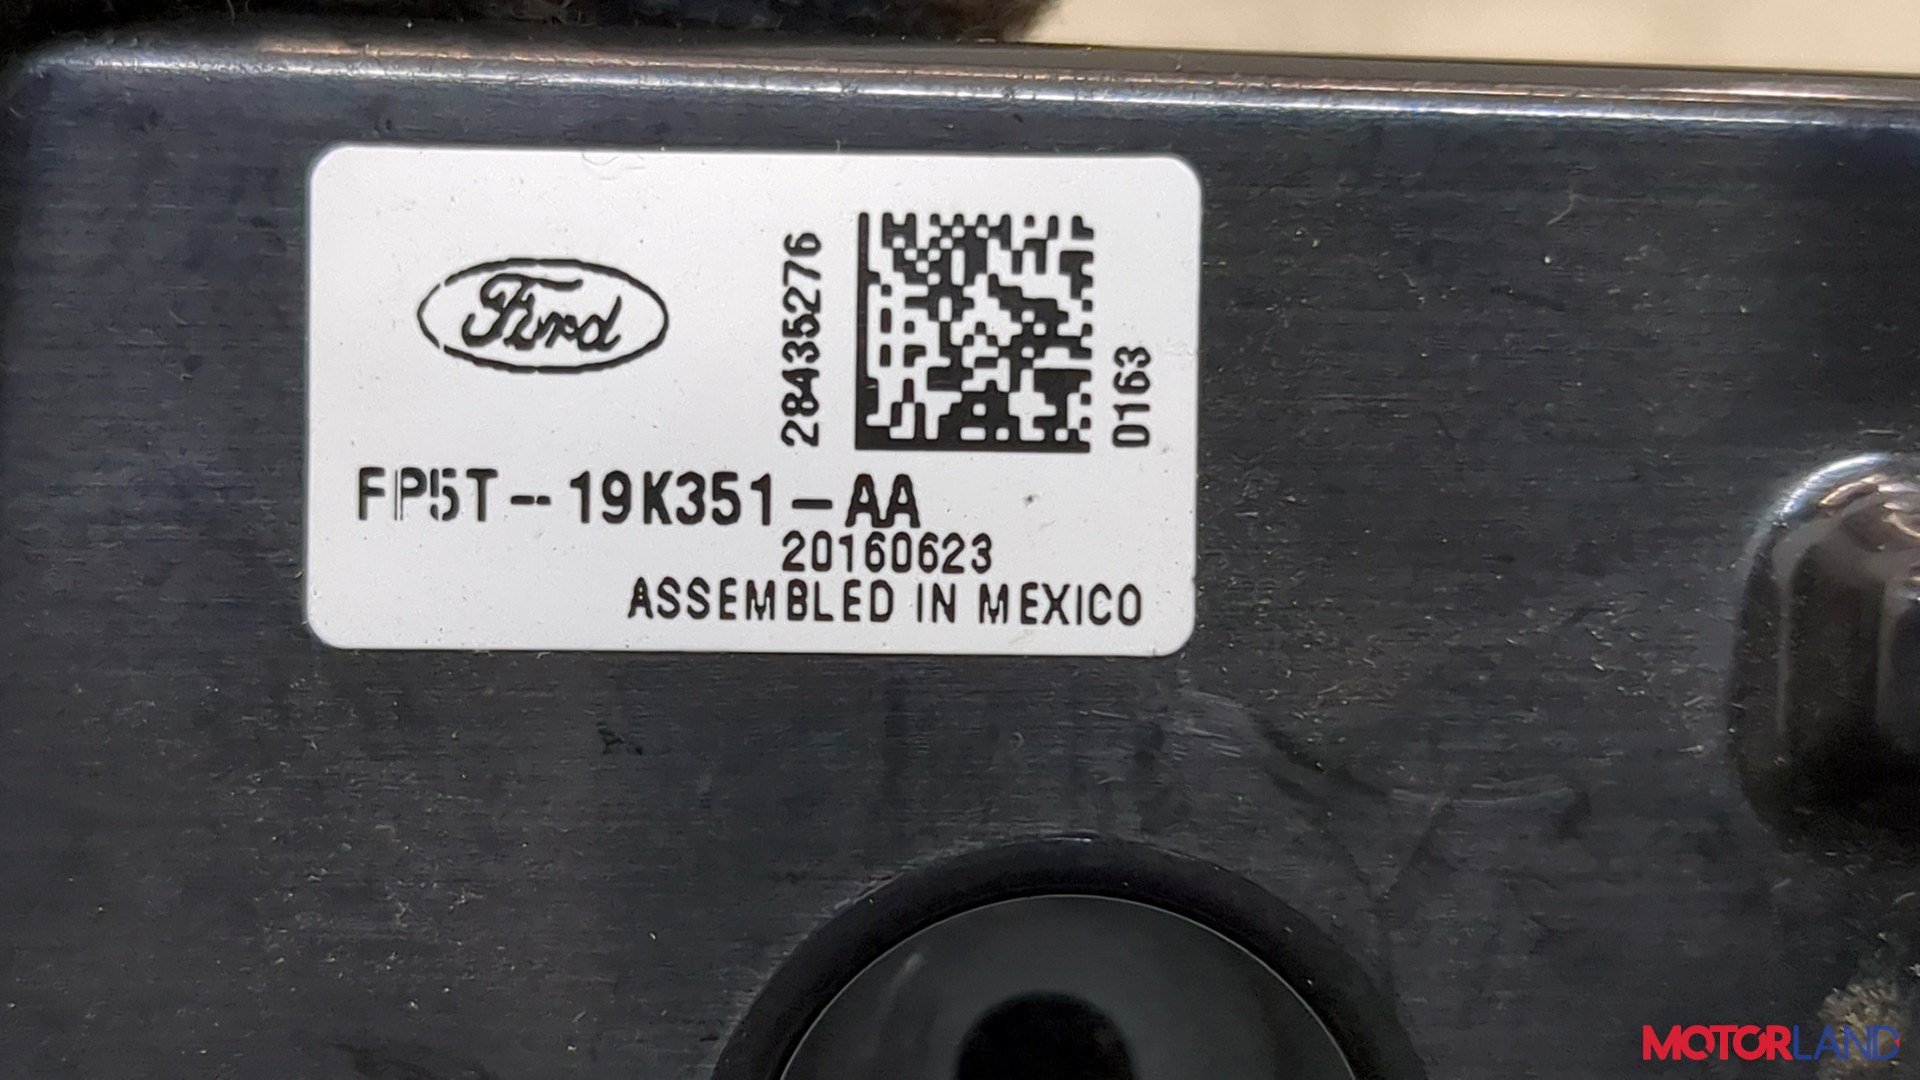 Ford
28435276
0163
FP5T-19K351-AA
20160623
ASSEMBLED IN MEXICO
MOTORLAND